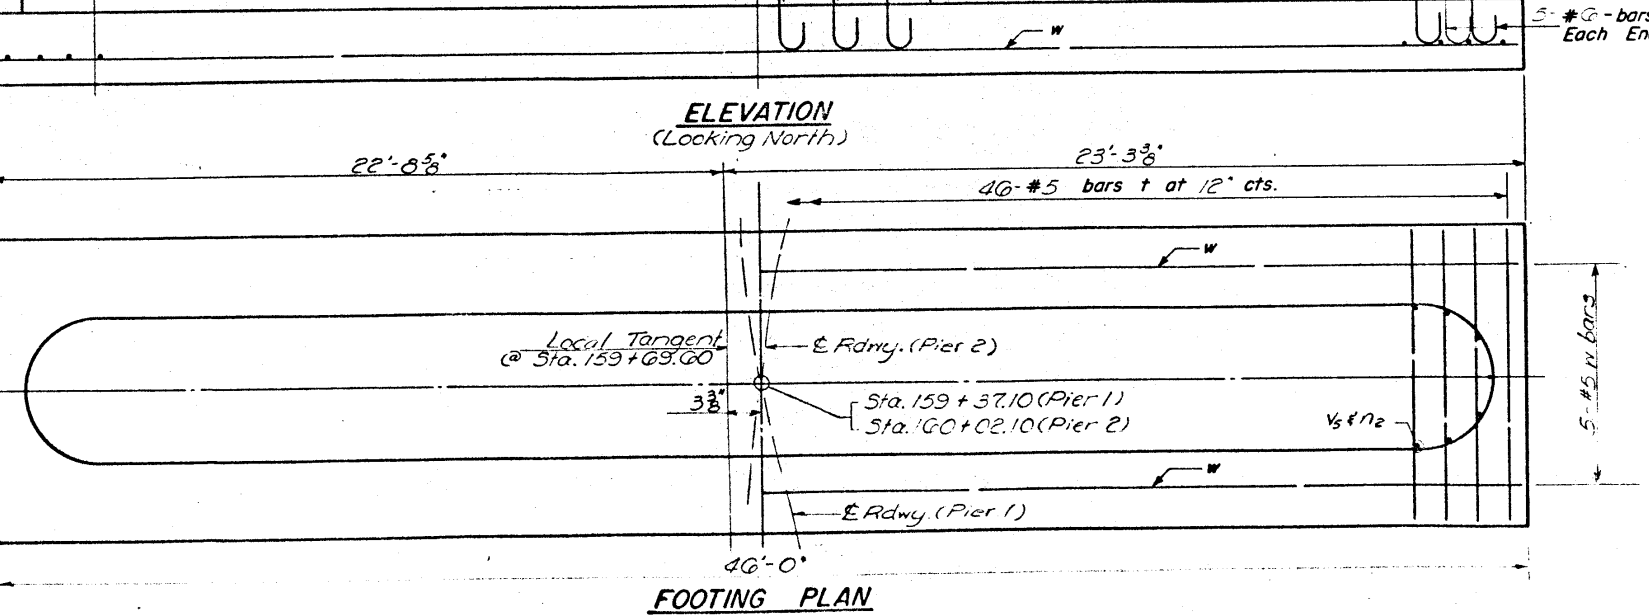 w
5-#6-bars
Each En
ELEVATION
(Looking North)
22'-8⅝"
23'-3⅜"
46-#5 bars t at 12" cts.
w
Local Tangent
@ Sta. 159+69.60
℄ Rdwy. (Pier 2)
3⅜"
Sta. 159+37.10 (Pier 1)
Sta. 160+02.10 (Pier 2)
V5 & n2
5-#5 w bars
w
℄ Rdwy. (Pier 1)
46'-0"
FOOTING PLAN